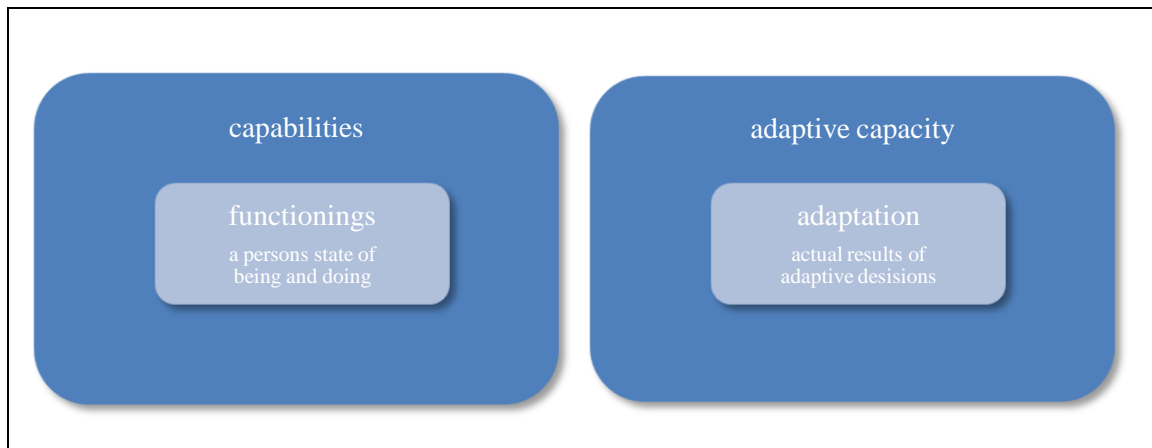 capabilities
functionings
a persons state of
being and doing
adaptive capacity
adaptation
actual results of
adaptive desisions